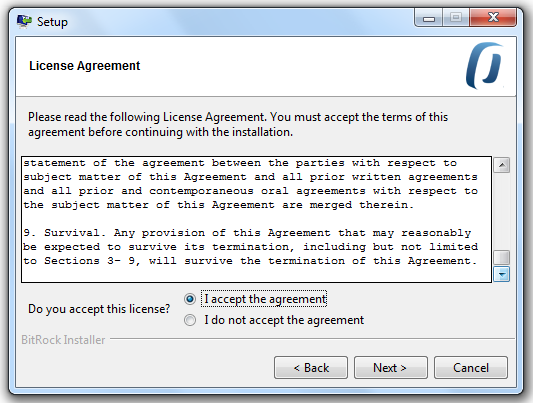 Setup
License Agreement
Please read the following License Agreement. You must accept the terms of this
agreement before continuing with the installation.
statement of the agreement between the parties with respect to
subject matter of this Agreement and all prior written agreements
and all prior and contemporaneous oral agreements with respect to
the subject matter of this Agreement are merged therein.
9. Survival. Any provision of this Agreement that may reasonably
be expected to survive its termination, including but not limited
to Sections 3- 9, will survive the termination of this Agreement.
Do you accept this license?
I accept the agreement
I do not accept the agreement
BitRock Installer
< Back
Next >
Cancel